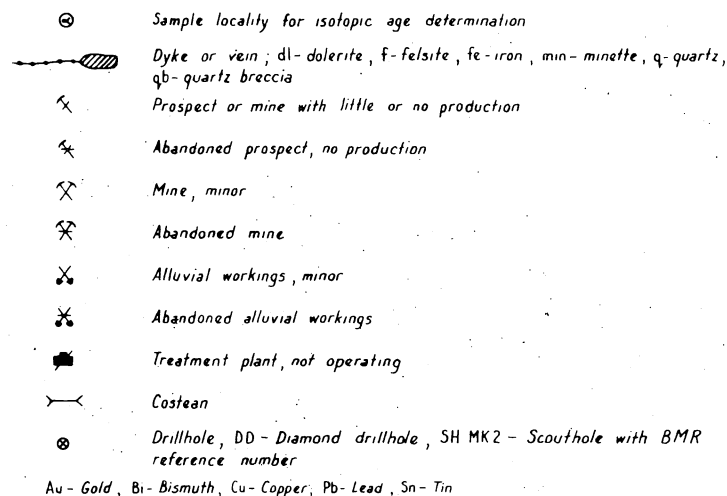 Sample locality for isotopic age determination
Dyke or vein; dl-dolerite, f-felsite, fe-iron, min-minette, q-quartz,
qb-quartz breccia
Prospect or mine with little or no production
Abandoned prospect, no production
Mine, minor
Abandoned mine
Alluvial workings, minor
Abandoned alluvial workings
Treatment plant, not operating
Costean
Drillhole, DD-Diamond drillhole, SH MK2-Scouthole with BMR
reference number
Au-Gold, Bi-Bismuth, Cu-Copper, Pb-Lead, Sn-Tin